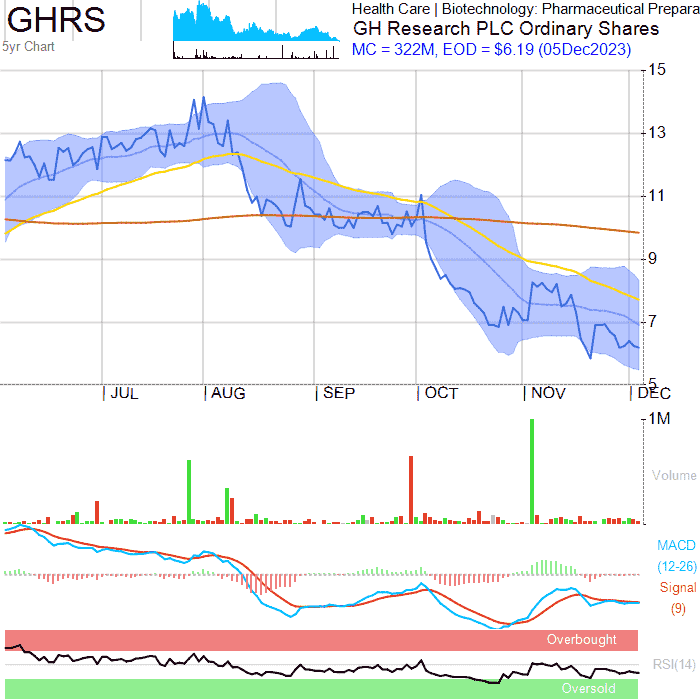 GHRS
5yr Chart
Health Care | Biotechnology: Pharmaceutical Prepara
GH Research PLC Ordinary Shares
MC = 322M, EOD = $6.19 (05Dec2023)
15
13
11
9
7
5
JUL AUG SEP OCT NOV DEC
1M
Volume
MACD
(12-26)
Signal
(9)
Overbought
RSI(14)
Oversold